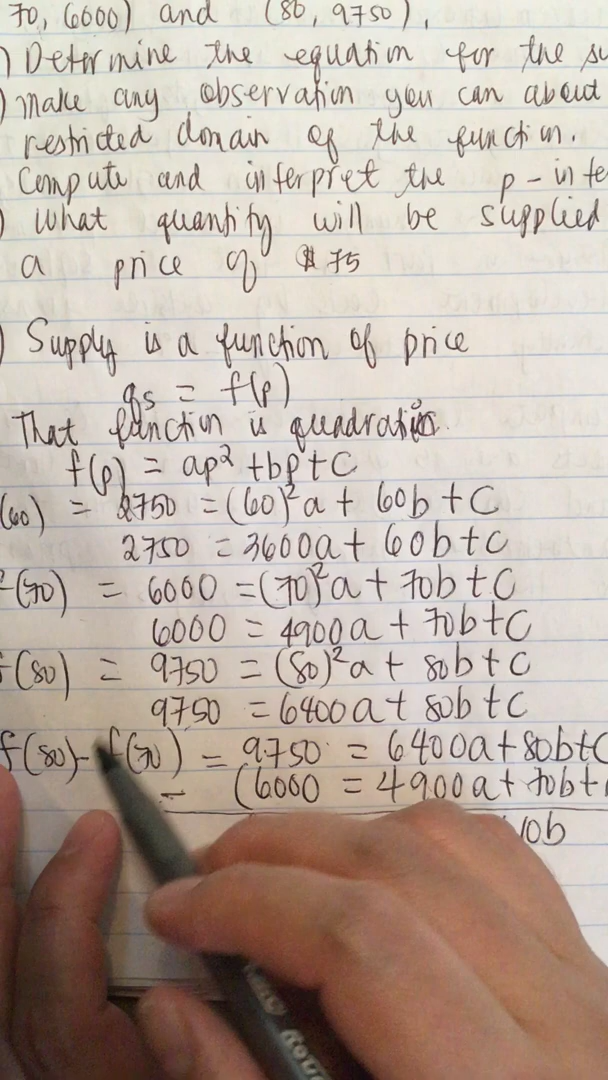 70, 6000) and (80, 9750),
) Determine the equation for the su
) make any observation you can about
restricted domain of the function.
Compute and interpret the p-inte
) What quantity will be supplied
a price of $75
) Supply is a function of price
qs = f(p)
That function is quadratic.
f(p) = ap²+bp+c
(60) = 2750 = (60)²a + 60b + c
2750 = 3600a + 60b+c
f(70) = 6000 = (70)²a + 70b+c
6000 = 4900a + 70b+c
f(80) = 9750 = (80)²a + 80b+c
9750 = 6400a + 80b+c
f(80)-f(70) = 9750 = 6400a+80b+c
- (6000 = 4900a + 70b+
10b